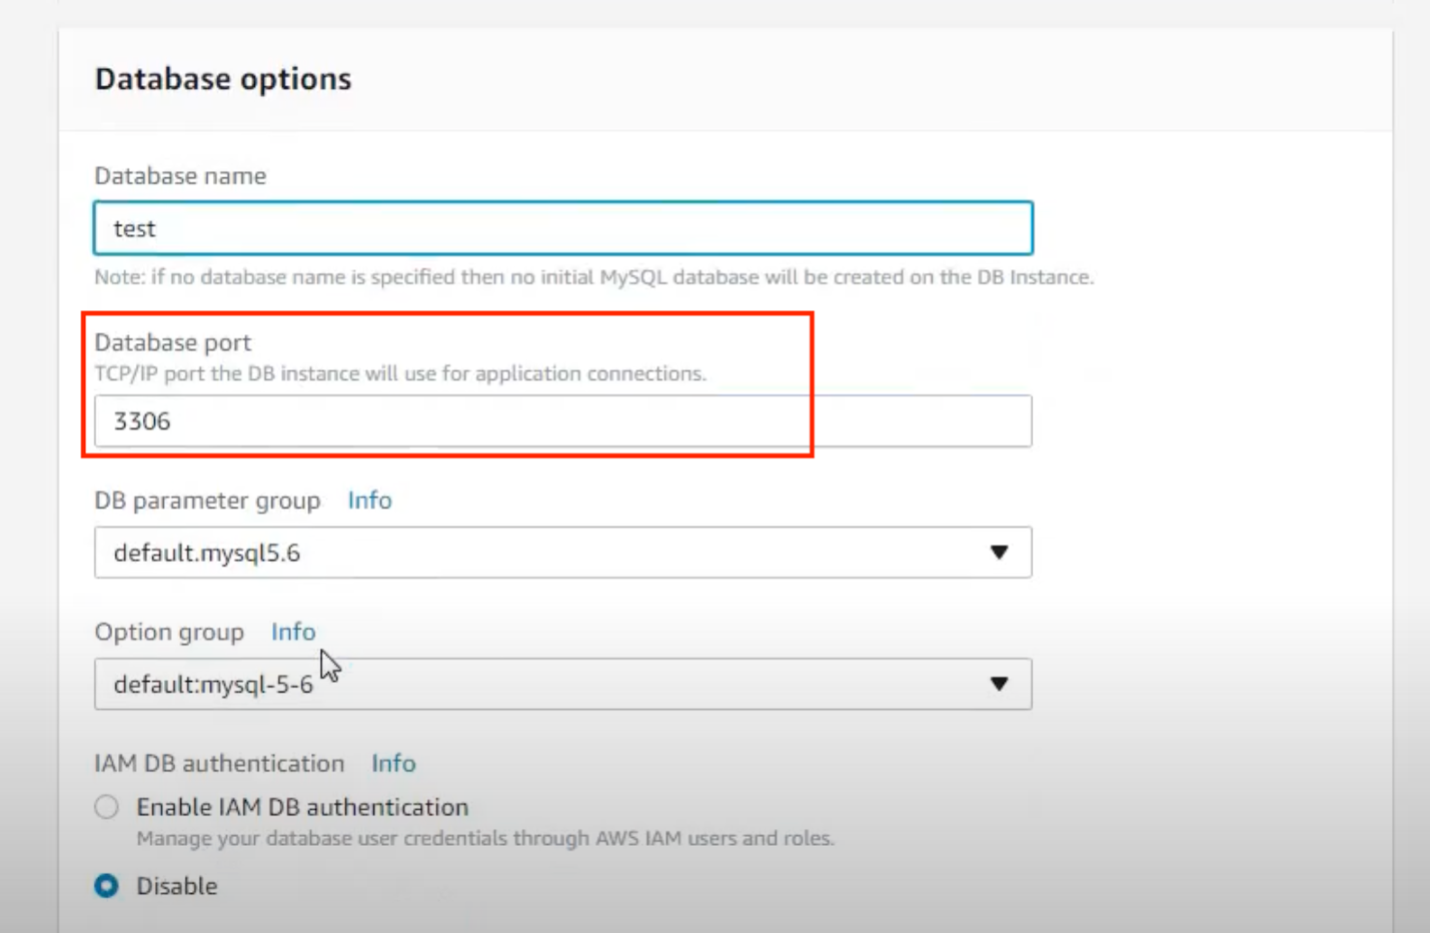 Database options
Database name
test
Note: if no database name is specified then no initial MySQL database will be created on the DB Instance.
Database port
TCP/IP port the DB instance will use for application connections.
3306
DB parameter group Info
default.mysql5.6
Option group Info
default:mysql-5-6
IAM DB authentication Info
Enable IAM DB authentication
Manage your database user credentials through AWS IAM users and roles.
Disable